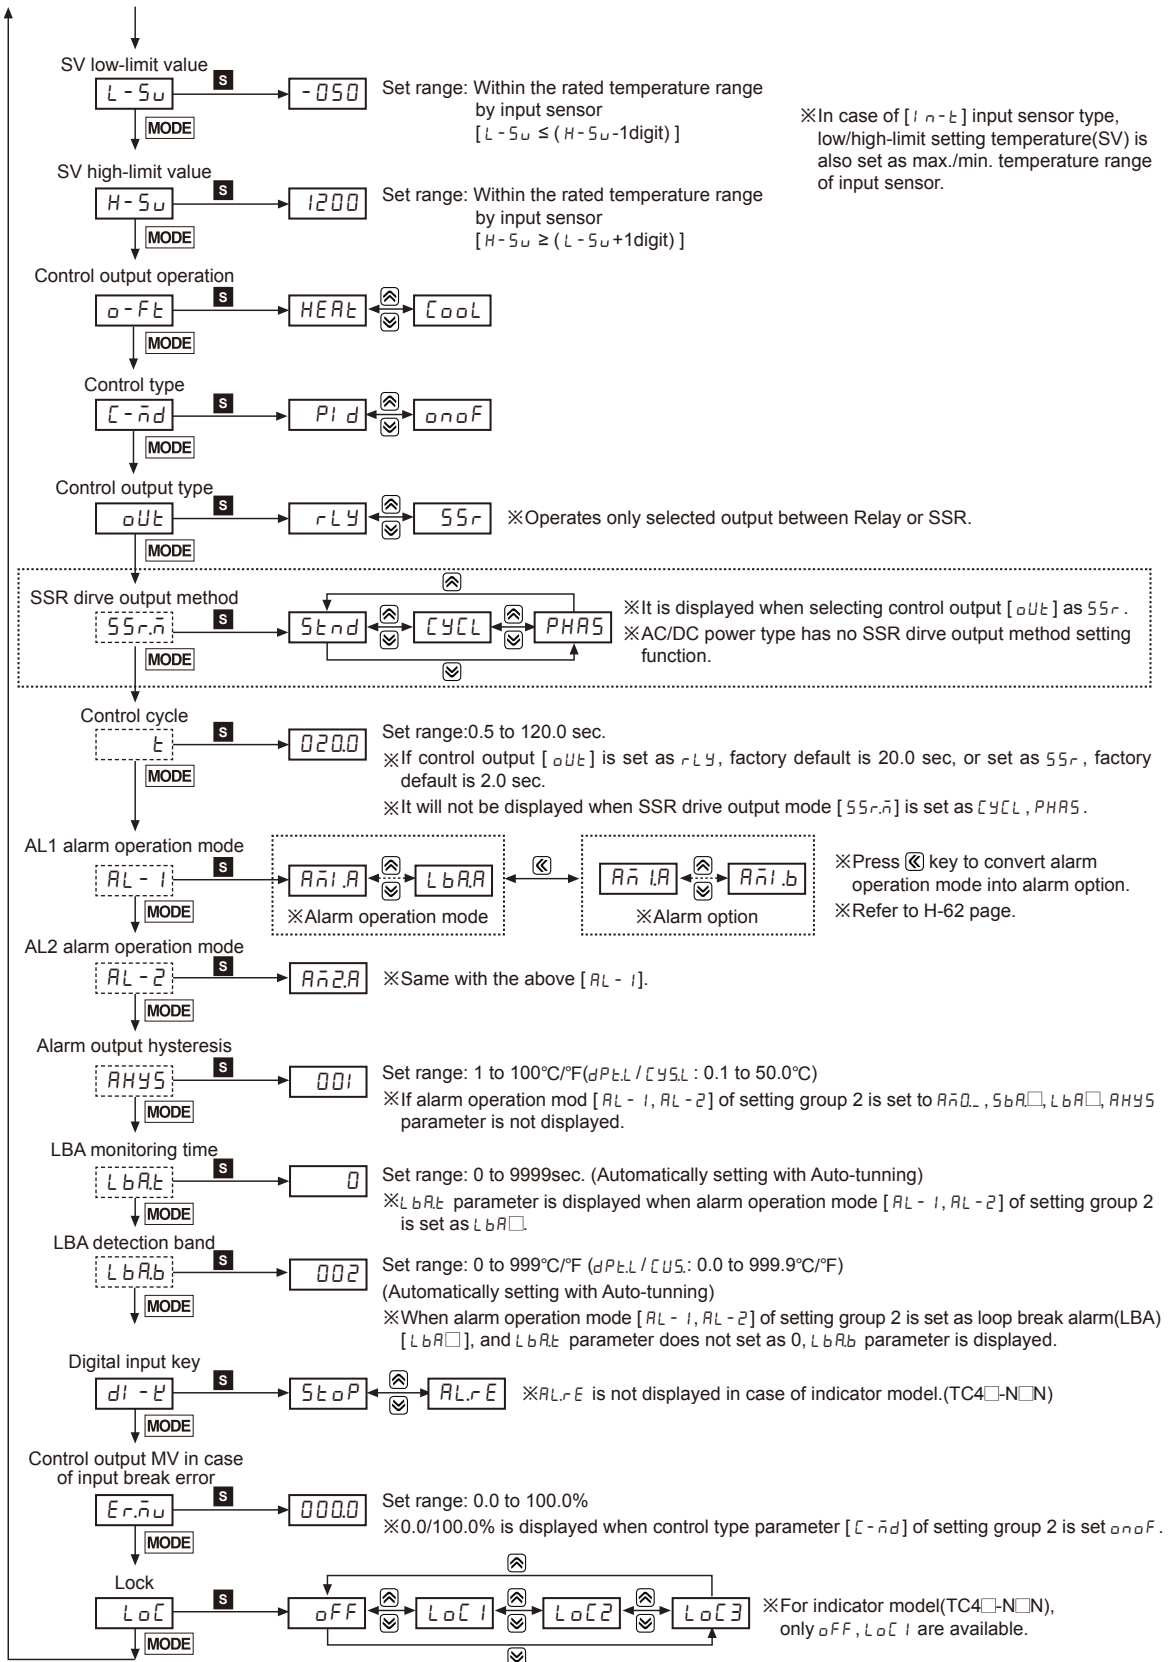 SV low-limit value
L-Su
S
-050
MODE
Set range: Within the rated temperature range
by input sensor
[ L-Su ≤ ( H-Su-1digit) ]
※In case of [ In-t ] input sensor type,
low/high-limit setting temperature(SV) is
also set as max./min. temperature range
of input sensor.
SV high-limit value
H-Su
S
1200
MODE
Set range: Within the rated temperature range
by input sensor
[ H-Su ≥ ( L-Su+1digit) ]
Control output operation
o-Ft
S
HEAt
CooL
MODE
Control type
C-md
S
PId
onoF
MODE
Control output type
oUt
S
rLY
SSr
※Operates only selected output between Relay or SSR.
MODE
SSR dirve output method
SSr.m
S
Stnd
CYCL
PHAS
MODE
※It is displayed when selecting control output [ oUt ] as SSr .
※AC/DC power type has no SSR dirve output method setting
function.
Control cycle
t
S
020.0
MODE
Set range:0.5 to 120.0 sec.
※If control output [ oUt ] is set as rLY, factory default is 20.0 sec, or set as SSr , factory
default is 2.0 sec.
※It will not be displayed when SSR drive output mode [ SSr.m ] is set as CYCL , PHAS .
AL1 alarm operation mode
AL-1
S
Am1.A
LbA.A
※Alarm operation mode
Am1.A
Am1.b
※Alarm option
MODE
※Press key to convert alarm
operation mode into alarm option.
※Refer to H-62 page.
AL2 alarm operation mode
AL-2
S
Am2.A
※Same with the above [ AL-1 ].
MODE
Alarm output hysteresis
AHYS
S
001
MODE
Set range: 1 to 100℃/℉(dPt.L / CYS.L : 0.1 to 50.0℃)
※If alarm operation mod [ AL-1, AL-2 ] of setting group 2 is set to Am0._ , SbA.□, LbA□, AHYS
parameter is not displayed.
LBA monitoring time
LbA.t
S
0
MODE
Set range: 0 to 9999sec. (Automatically setting with Auto-tunning)
※LbA.t parameter is displayed when alarm operation mode [ AL-1, AL-2 ] of setting group 2
is set as LbA□.
LBA detection band
LbA.b
S
002
MODE
Set range: 0 to 999℃/℉ (dPt.L / CUS.: 0.0 to 999.9℃/℉)
(Automatically setting with Auto-tunning)
※When alarm operation mode [ AL-1, AL-2 ] of setting group 2 is set as loop break alarm(LBA)
[ LbA□ ], and LbA.t parameter does not set as 0, LbA.b parameter is displayed.
Digital input key
dI-K
S
StoP
AL.rE
※AL.rE is not displayed in case of indicator model.(TC4□-N□N)
MODE
Control output MV in case
of input break error
Er.mu
S
000.0
MODE
Set range: 0.0 to 100.0%
※0.0/100.0% is displayed when control type parameter [ C-md ] of setting group 2 is set onoF .
Lock
LoC
S
oFF
LoC1
LoC2
LoC3
MODE
※For indicator model(TC4□-N□N),
only oFF , LoC1 are available.